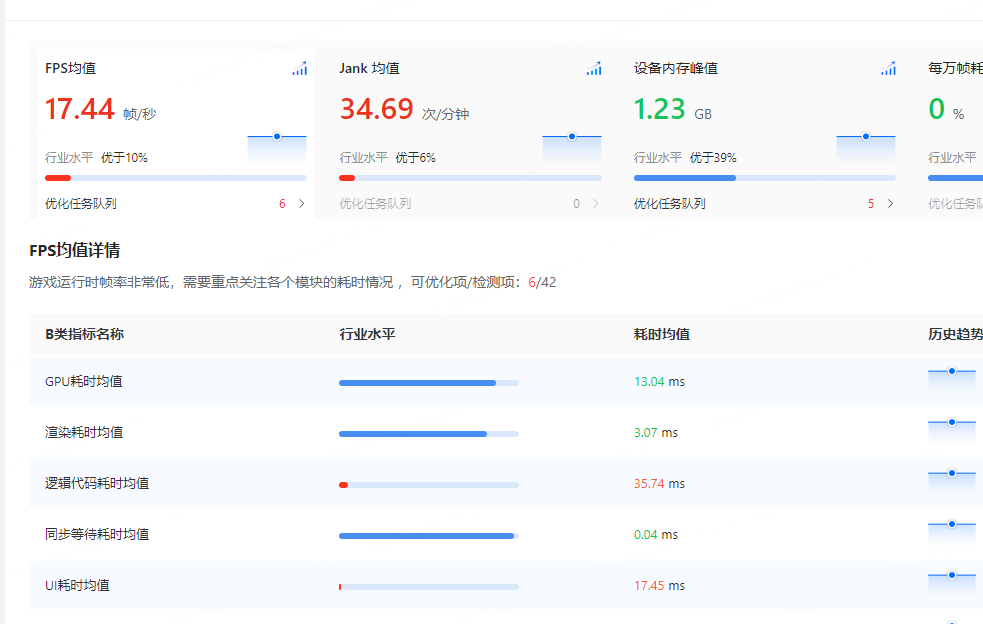 FPS均值 Jank 均值 设备内存峰值 每万帧耗
17.44 帧/秒 34.69 次/分钟 1.23 GB 0 %
行业水平 优于10% 行业水平 优于6% 行业水平 优于39% 行业水平
优化任务队列 6 优化任务队列 0 优化任务队列 5 优化任务队
FPS均值详情
游戏运行时帧率非常低，需要重点关注各个模块的耗时情况 ，可优化项/检测项：6/42
B类指标名称 行业水平 耗时均值 历史趋势
GPU耗时均值 13.04 ms
渲染耗时均值 3.07 ms
逻辑代码耗时均值 35.74 ms
同步等待耗时均值 0.04 ms
UI耗时均值 17.45 ms